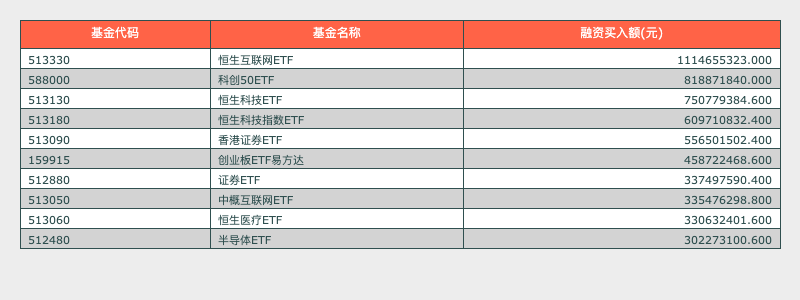 基金代码 基金名称 融资买入额(元)
513330 恒生互联网ETF 1114655323.000
588000 科创50ETF 818871840.000
513130 恒生科技ETF 750779384.600
513180 恒生科技指数ETF 609710832.400
513090 香港证券ETF 556501502.400
159915 创业板ETF易方达 458722468.600
512880 证券ETF 337497590.400
513050 中概互联网ETF 335476298.800
513060 恒生医疗ETF 330632401.600
512480 半导体ETF 302273100.600